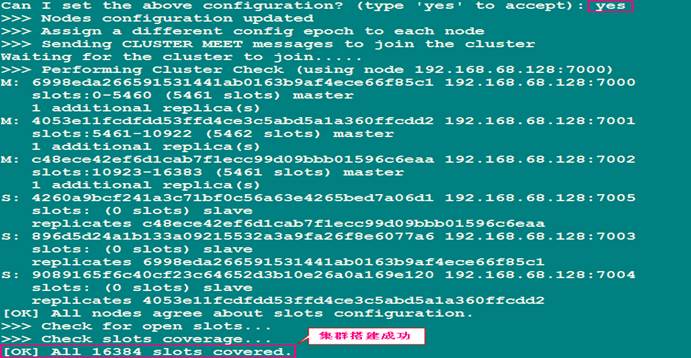 Can I set the above configuration? (type 'yes' to accept): yes
>>> Nodes configuration updated
>>> Assign a different config epoch to each node
>>> Sending CLUSTER MEET messages to join the cluster
Waiting for the cluster to join.....
>>> Performing Cluster Check (using node 192.168.68.128:7000)
M: 6998eda266591531441ab0163b9af4ece66f85c1 192.168.68.128:7000
slots:0-5460 (5461 slots) master
1 additional replica(s)
M: 4053e11fcdfdd53ffd4ce3c5abd5a1a360ffcdd2 192.168.68.128:7001
slots:5461-10922 (5462 slots) master
1 additional replica(s)
M: c48ece42ef6d1cab7f1ecc99d09bbb01596c6eaa 192.168.68.128:7002
slots:10923-16383 (5461 slots) master
1 additional replica(s)
S: 4260a9bcf241a3c71bf0c56a63e4265bed7a06d1 192.168.68.128:7005
slots: (0 slots) slave
replicates c48ece42ef6d1cab7f1ecc99d09bbb01596c6eaa
S: 896d5d24a1b133a09215532a3a9fa26f8e6077a6 192.168.68.128:7003
slots: (0 slots) slave
replicates 6998eda266591531441ab0163b9af4ece66f85c1
S: 9089165f6c40cf23c64652d3b10e26a0a169e120 192.168.68.128:7004
slots: (0 slots) slave
replicates 4053e11fcdfdd53ffd4ce3c5abd5a1a360ffcdd2
[OK] All nodes agree about slots configuration.
>>> Check for open slots...
>>> Check slots coverage...
集群搭建成功
[OK] All 16384 slots covered.